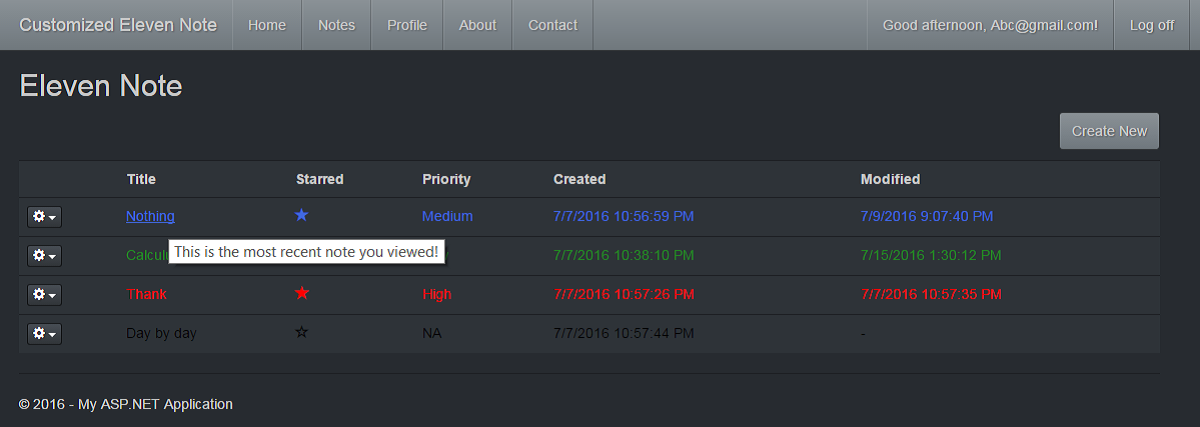 Customized Eleven Note Home Notes Profile About Contact Good afternoon, Abc@gmail.com! Log off
Eleven Note
Create New
Title Starred Priority Created Modified
Nothing Medium 7/7/2016 10:56:59 PM 7/9/2016 9:07:40 PM
This is the most recent note you viewed!
7/7/2016 10:38:10 PM 7/15/2016 1:30:12 PM
Thank High 7/7/2016 10:57:26 PM 7/7/2016 10:57:35 PM
Day by day NA 7/7/2016 10:57:44 PM -
© 2016 - My ASP.NET Application